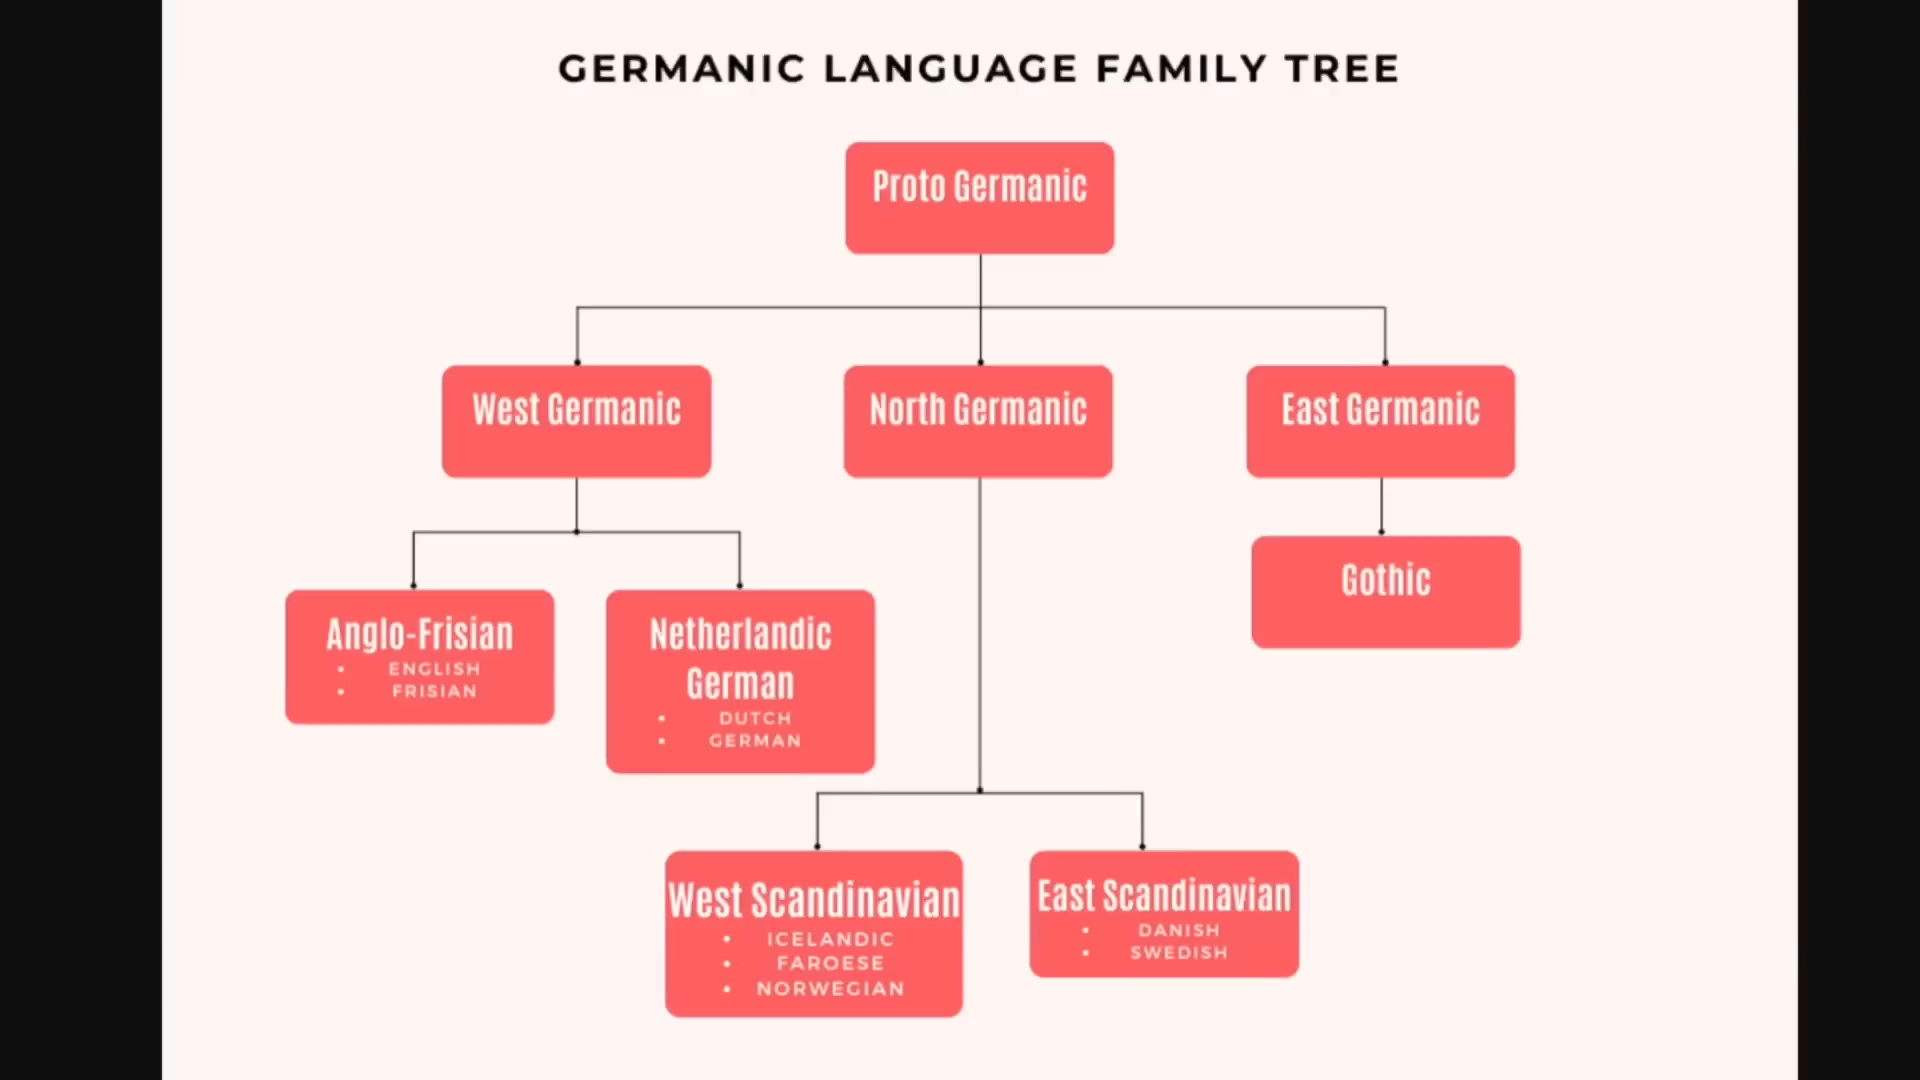 GERMANIC LANGUAGE FAMILY TREE
Proto Germanic
West Germanic
North Germanic
East Germanic
Gothic
Anglo-Frisian
• ENGLISH
• FRISIAN
Netherlandic
German
• DUTCH
• GERMAN
West Scandinavian
• ICELANDIC
• FAROESE
• NORWEGIAN
East Scandinavian
• DANISH
• SWEDISH